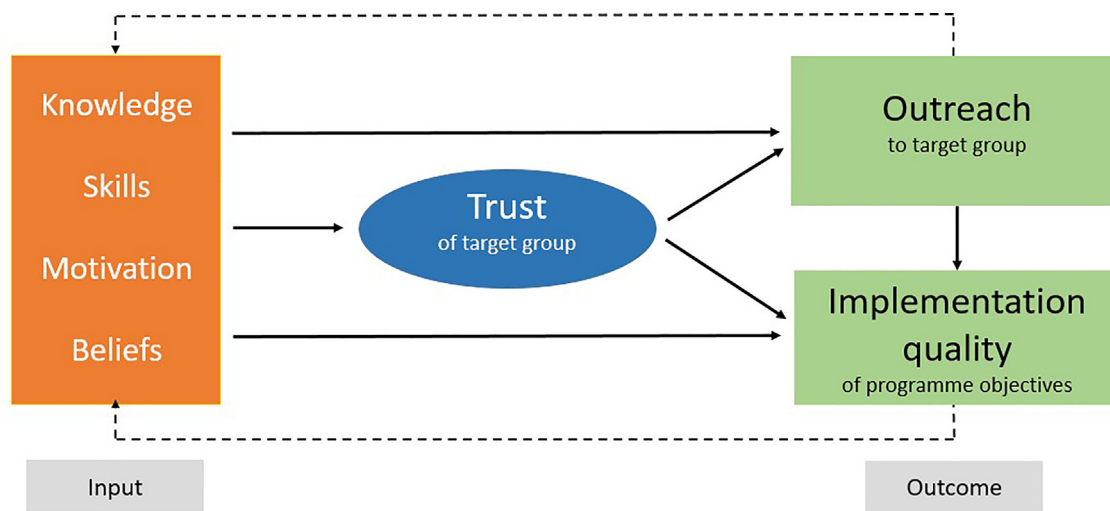 Knowledge
Skills
Motivation
Beliefs
Trust
of target group
Outreach
to target group
Implementation
quality
of programme objectives
Input
Outcome